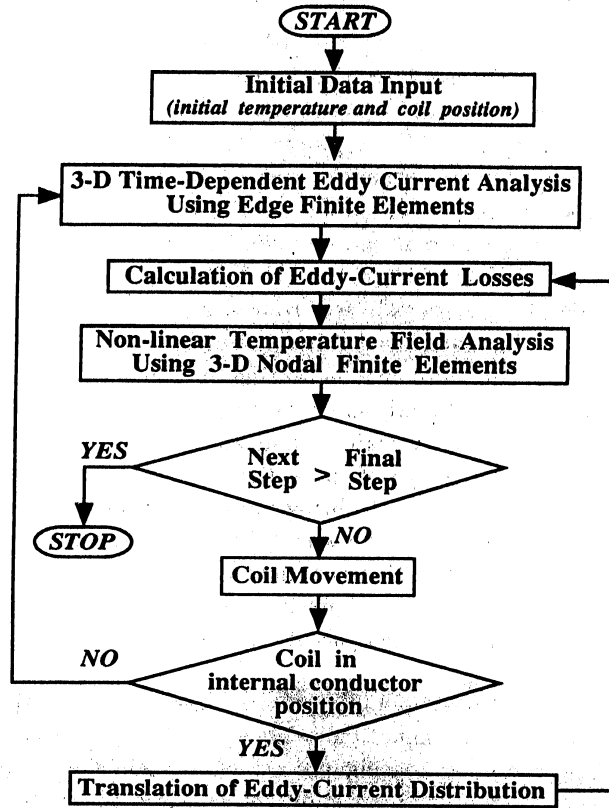 START
Initial Data Input
(initial temperature and coil position)
3-D Time-Dependent Eddy Current Analysis
Using Edge Finite Elements
Calculation of Eddy-Current Losses
Non-linear Temperature Field Analysis
Using 3-D Nodal Finite Elements
YES
Next > Final
Step Step
STOP
NO
Coil Movement
NO
Coil in
internal conductor
position
YES
Translation of Eddy-Current Distribution